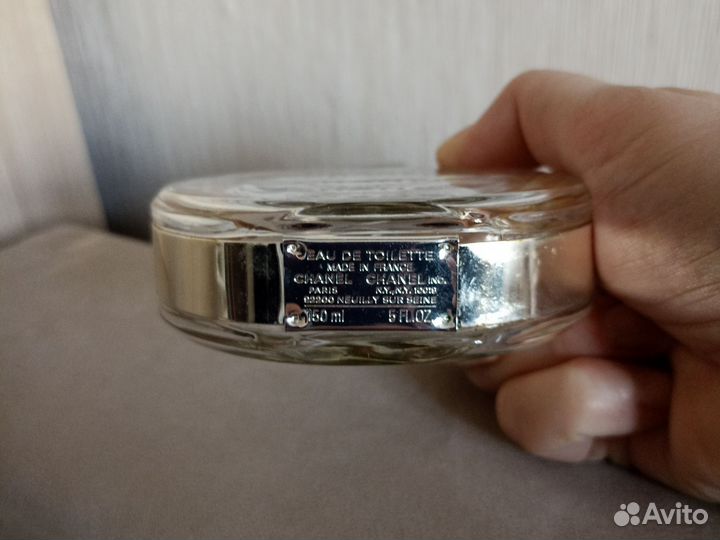 EAU DE TOILETTE
MADE IN FRANCE
CHANEL CHANEL INC.
PARIS N.Y., N.Y. 10019
92200 NEUILLY SUR SEINE
150 ml 5 FL.OZ.
Avito